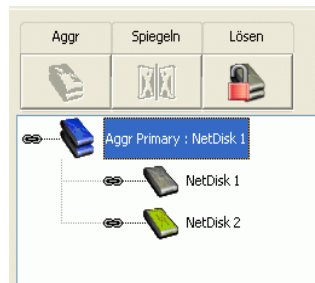 Aggr Spiegeln Lösen
Aggr Primary : NetDisk 1
NetDisk 1
NetDisk 2